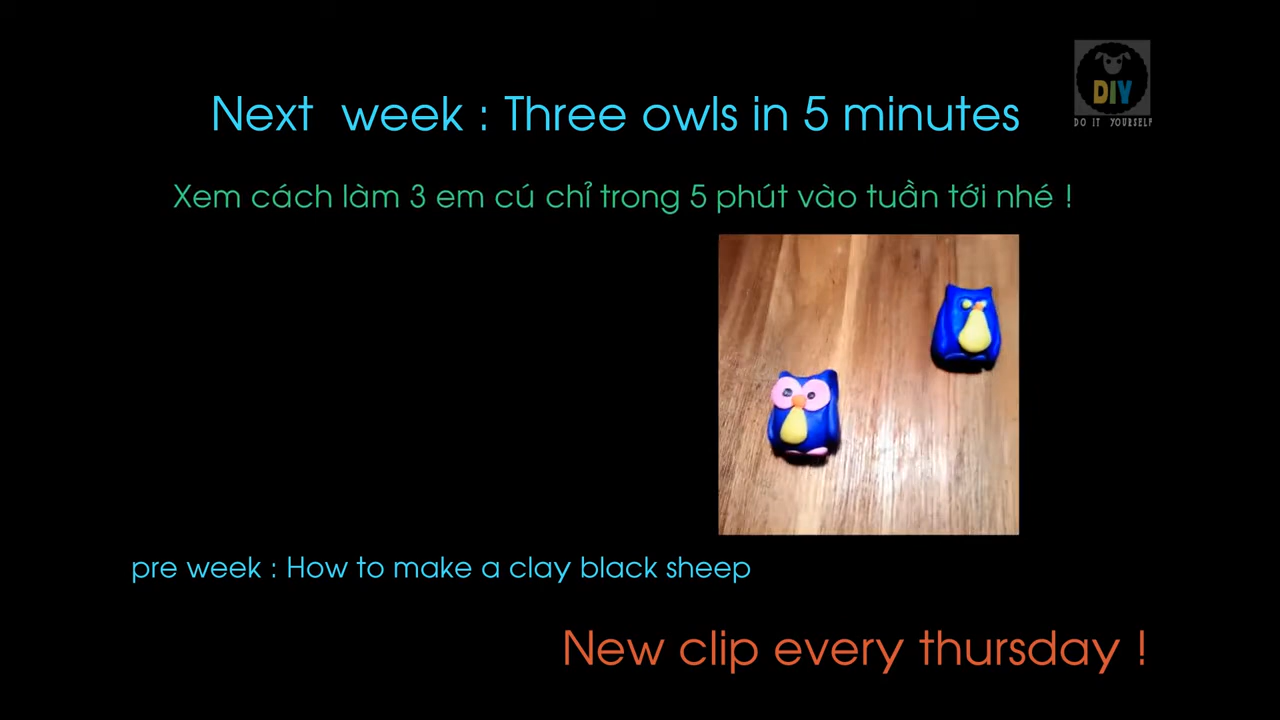 DIY
DO IT YOURSELF
Next week : Three owls in 5 minutes
Xem cách làm 3 em cú chỉ trong 5 phút vào tuần tới nhé !
pre week : How to make a clay black sheep
New clip every thursday !